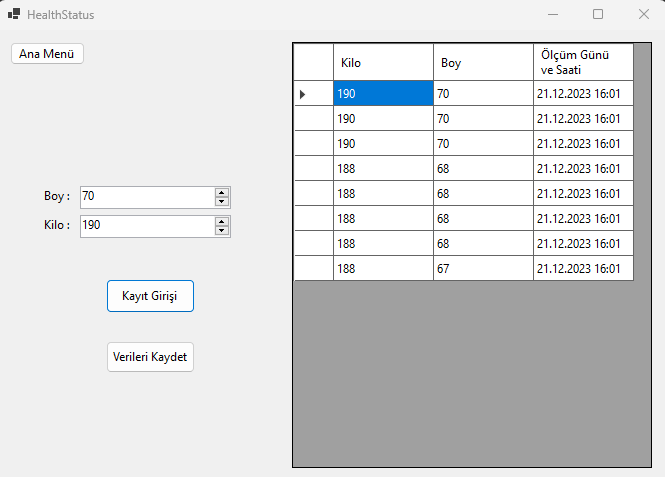 HealthStatus
Ana Menü
Boy :
70
Kilo :
190
Kayıt Girişi
Verileri Kaydet
Kilo Boy Ölçüm Günü
ve Saati
190 70 21.12.2023 16:01
190 70 21.12.2023 16:01
190 70 21.12.2023 16:01
188 68 21.12.2023 16:01
188 68 21.12.2023 16:01
188 68 21.12.2023 16:01
188 68 21.12.2023 16:01
188 67 21.12.2023 16:01